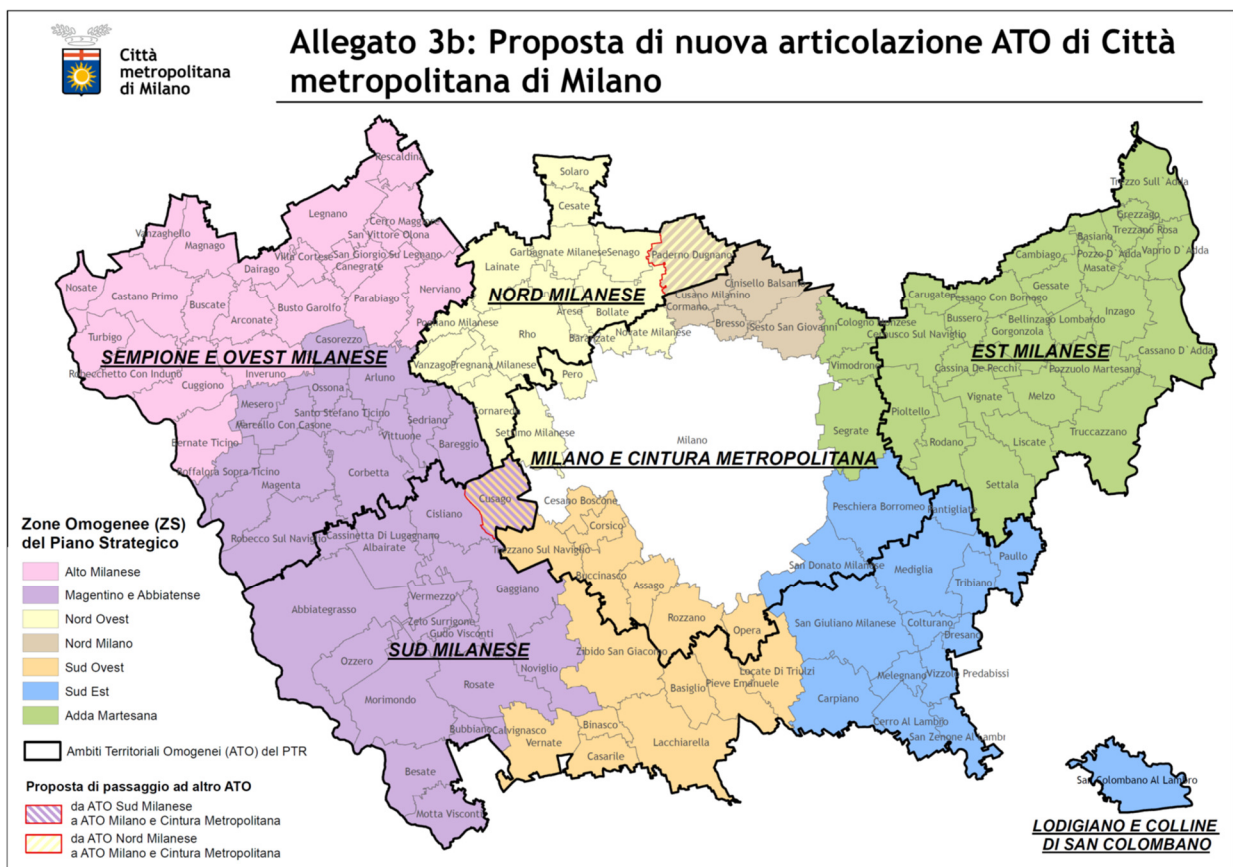 Città
metropolitana
di Milano
Allegato 3b: Proposta di nuova articolazione ATO di Città
metropolitana di Milano
Rescaldina
Solaro
Cesate
Legnano
Cerro Maggiore
San Vittore Olona
Vanzaghello
Magnago
Villa Cortese
San Giorgio Su Legnano
Canegrate
Dairago
Nosate
Castano Primo
Buscate
Busto Garolfo
Parabiago
Nerviano
Arconate
Turbigo
Casorezzo
SEMPIONE E OVEST MILANESE
Robecchetto Con Induno
Inveruno
Cuggiono
Arluno
Ossona
Mesero
Santo Stefano Ticino
Marcallo Con Casone
Sedriano
Vittuone
Bareggio
Bernate Ticino
Boffalora Sopra Ticino
Corbetta
Magenta
Robecco Sul Naviglio
Garbagnate Milanese
Senago
Paderno Dugnano
Lainate
NORD MILANESE
Cinisello Balsamo
Cusano Milanino
Cormano
Bresso
Sesto San Giovanni
Pogliano Milanese
Arese
Bollate
Rho
Baranzate
Novate Milanese
Vanzago
Pregnana Milanese
Pero
Cornaredo
Settimo Milanese
Milano
MILANO E CINTURA METROPOLITANA
Trezzo Sull`Adda
Grezzago
Trezzano Rosa
Basiano
Vaprio D`Adda
Cambiago
Pozzo D`Adda
Masate
Gessate
Carugate
Pessano Con Bornago
Inzago
Bussero
Bellinzago Lombardo
Gorgonzola
Cologno Monzese
Cernusco Sul Naviglio
EST MILANESE
Cassano D`Adda
Vimodrone
Cassina De Pecchi
Pozzuolo Martesana
Vignate
Melzo
Pioltello
Truccazzano
Segrate
Rodano
Liscate
Settala
Cusago
Cesano Boscone
Cisliano
Corsico
Cassinetta Di Lugagnano
Albairate
Trezzano Sul Naviglio
Buccinasco
Assago
Gaggiano
Abbiategrasso
Vermezzo
Zelo Surrigone
Gudo Visconti
Rozzano
Opera
SUD MILANESE
Ozzero
Zibido San Giacomo
Noviglio
Locate Di Triulzi
Basiglio
Pieve Emanuele
Rosate
Morimondo
Bubbiano
Calvignasco
Binasco
Vernate
Lacchiarella
Casarile
Besate
Motta Visconti
Peschiera Borromeo
Pantigliate
Paullo
San Donato Milanese
Mediglia
Tribiano
San Giuliano Milanese
Colturano
Dresano
Vizzolo Predabissi
Melegnano
Carpiano
Cerro Al Lambro
San Zenone Al Lambro
San Colombano Al Lambro
LODIGIANO E COLLINE
DI SAN COLOMBANO
Zone Omogenee (ZS)
del Piano Strategico
Alto Milanese
Magentino e Abbiatense
Nord Ovest
Nord Milano
Sud Ovest
Sud Est
Adda Martesana
Ambiti Territoriali Omogenei (ATO) del PTR
Proposta di passaggio ad altro ATO
da ATO Sud Milanese
a ATO Milano e Cintura Metropolitana
da ATO Nord Milanese
a ATO Milano e Cintura Metropolitana